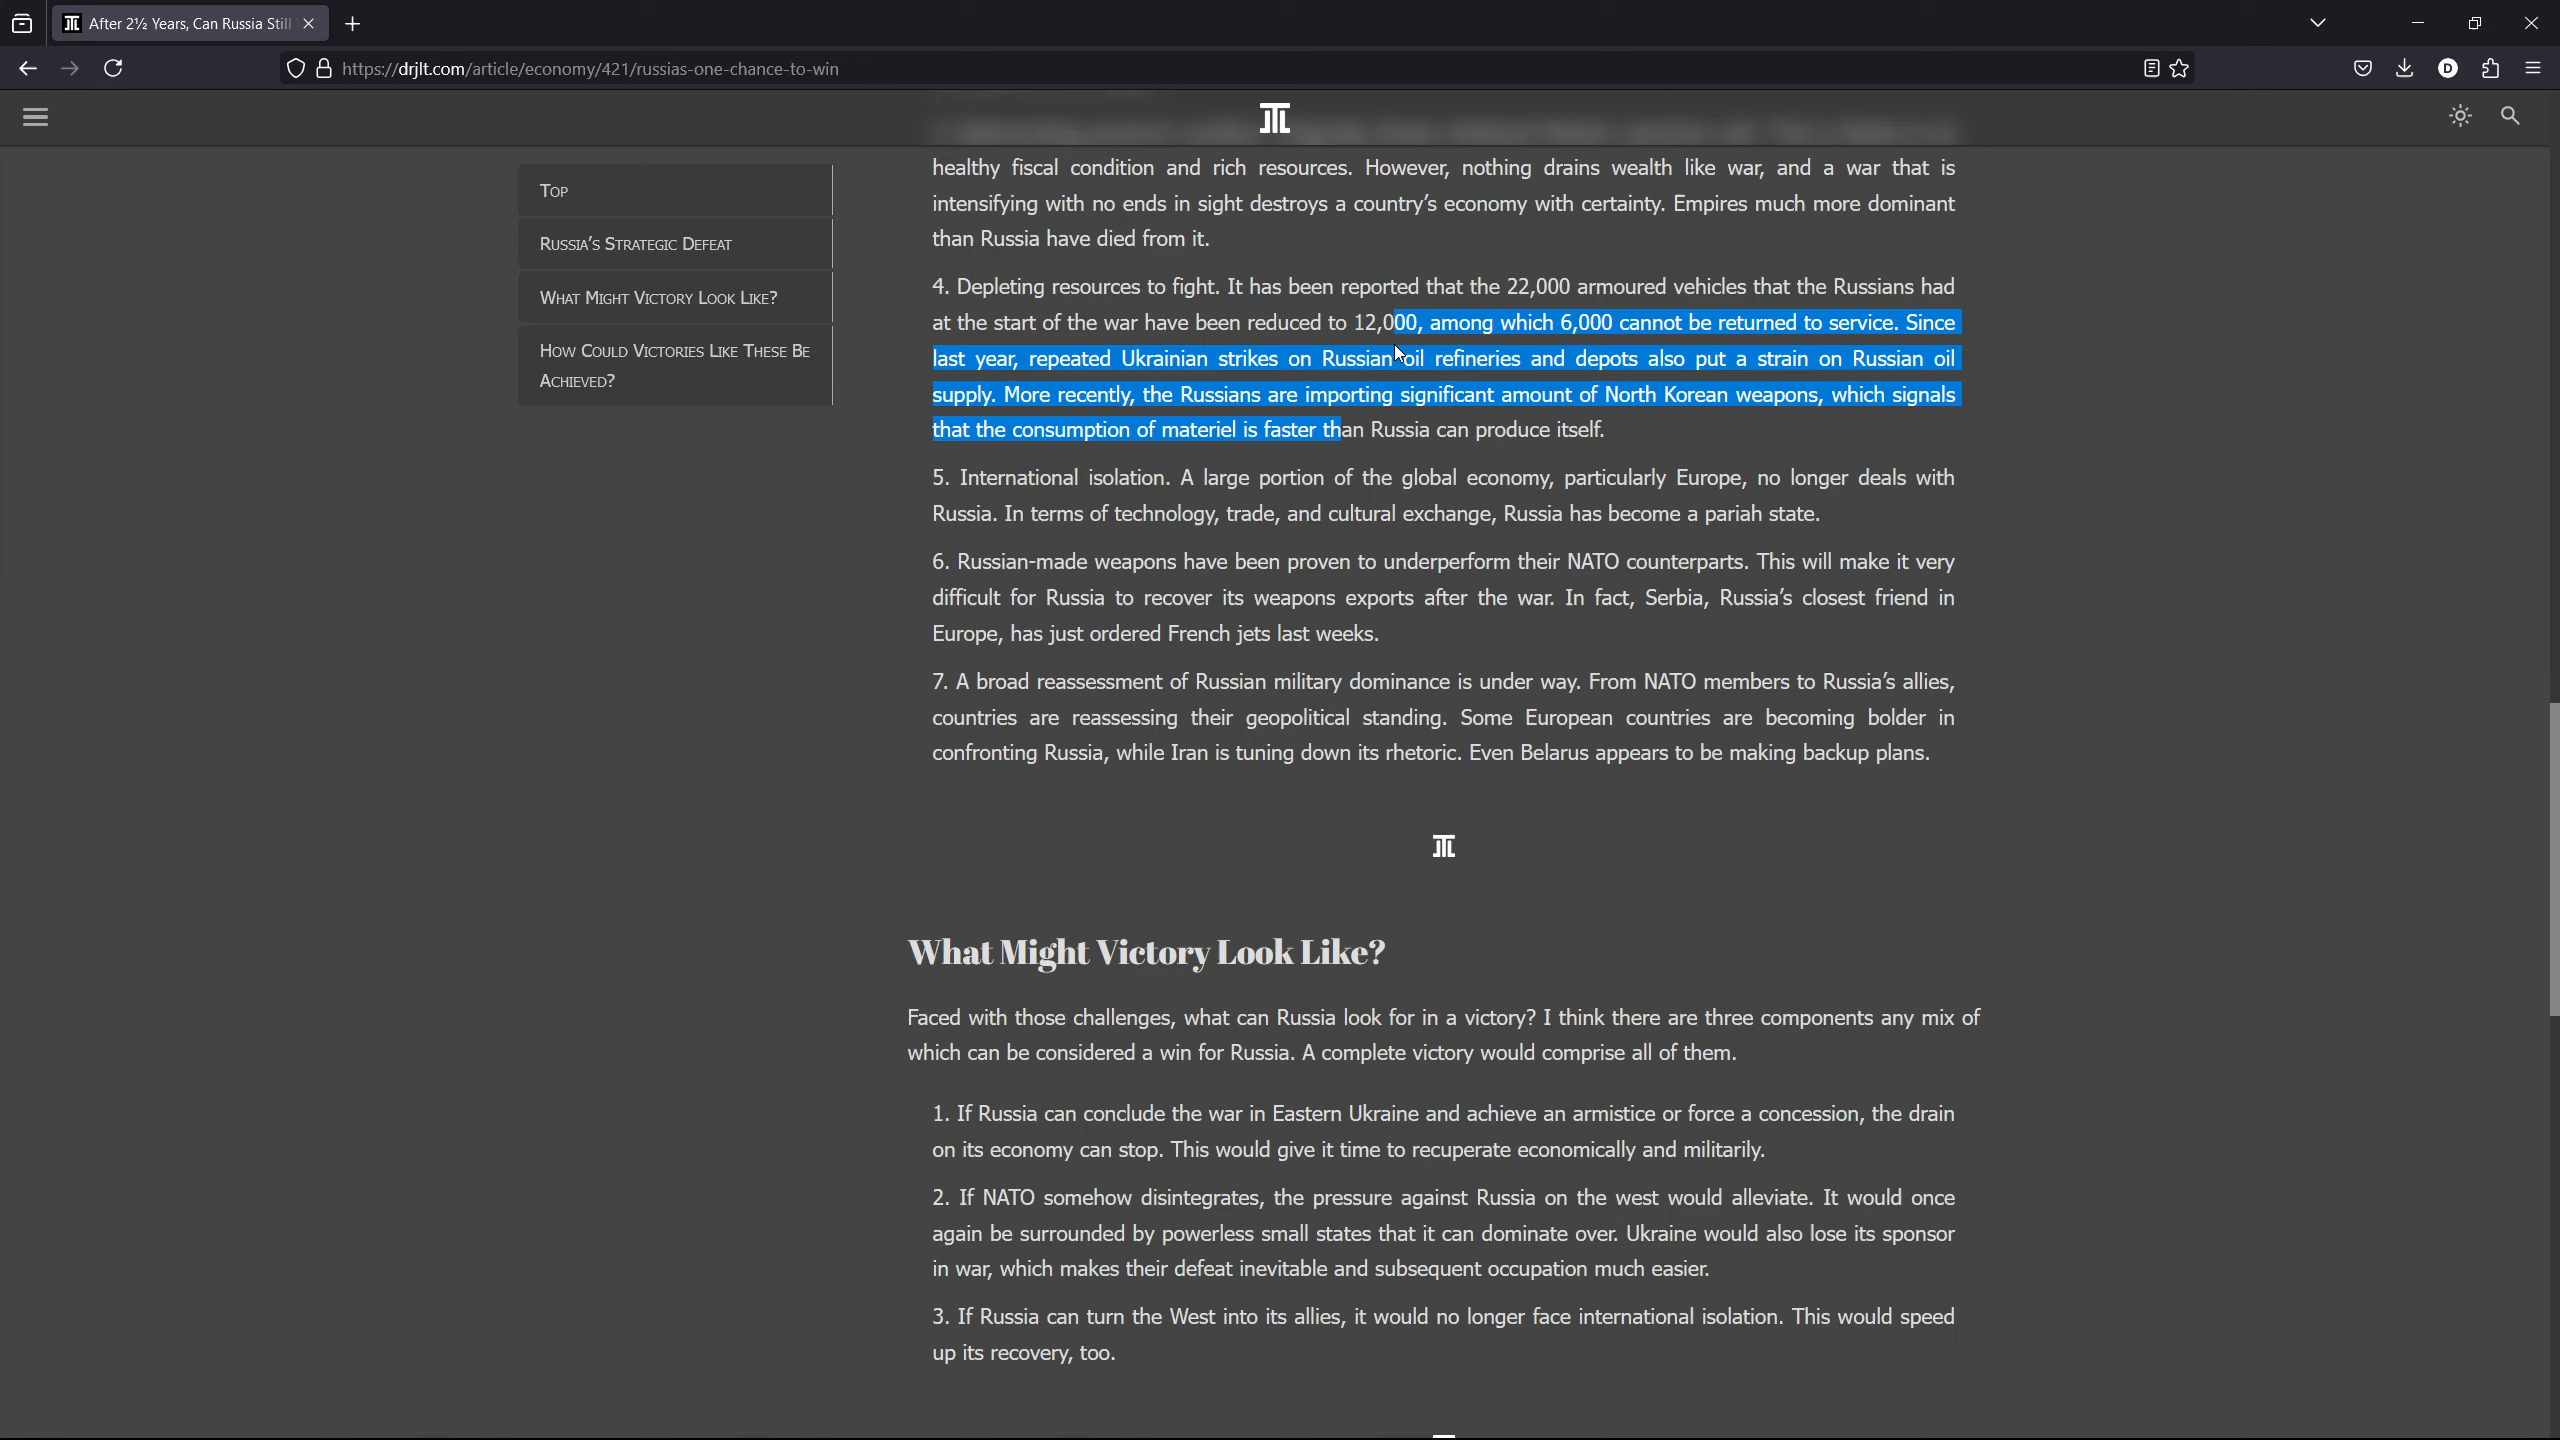 After 2½ Years, Can Russia Still
https://drjlt.com/article/economy/421/russias-one-chance-to-win
D
Top
Russia's Strategic Defeat
What Might Victory Look Like?
How Could Victories Like These Be
Achieved?
healthy fiscal condition and rich resources. However, nothing drains wealth like war, and a war that is
intensifying with no ends in sight destroys a country's economy with certainty. Empires much more dominant
than Russia have died from it.
4. Depleting resources to fight. It has been reported that the 22,000 armoured vehicles that the Russians had
at the start of the war have been reduced to 12,000, among which 6,000 cannot be returned to service. Since
last year, repeated Ukrainian strikes on Russian oil refineries and depots also put a strain on Russian oil
supply. More recently, the Russians are importing significant amount of North Korean weapons, which signals
that the consumption of materiel is faster than Russia can produce itself.
5. International isolation. A large portion of the global economy, particularly Europe, no longer deals with
Russia. In terms of technology, trade, and cultural exchange, Russia has become a pariah state.
6. Russian-made weapons have been proven to underperform their NATO counterparts. This will make it very
difficult for Russia to recover its weapons exports after the war. In fact, Serbia, Russia's closest friend in
Europe, has just ordered French jets last weeks.
7. A broad reassessment of Russian military dominance is under way. From NATO members to Russia's allies,
countries are reassessing their geopolitical standing. Some European countries are becoming bolder in
confronting Russia, while Iran is tuning down its rhetoric. Even Belarus appears to be making backup plans.
What Might Victory Look Like?
Faced with those challenges, what can Russia look for in a victory? I think there are three components any mix of
which can be considered a win for Russia. A complete victory would comprise all of them.
1. If Russia can conclude the war in Eastern Ukraine and achieve an armistice or force a concession, the drain
on its economy can stop. This would give it time to recuperate economically and militarily.
2. If NATO somehow disintegrates, the pressure against Russia on the west would alleviate. It would once
again be surrounded by powerless small states that it can dominate over. Ukraine would also lose its sponsor
in war, which makes their defeat inevitable and subsequent occupation much easier.
3. If Russia can turn the West into its allies, it would no longer face international isolation. This would speed
up its recovery, too.